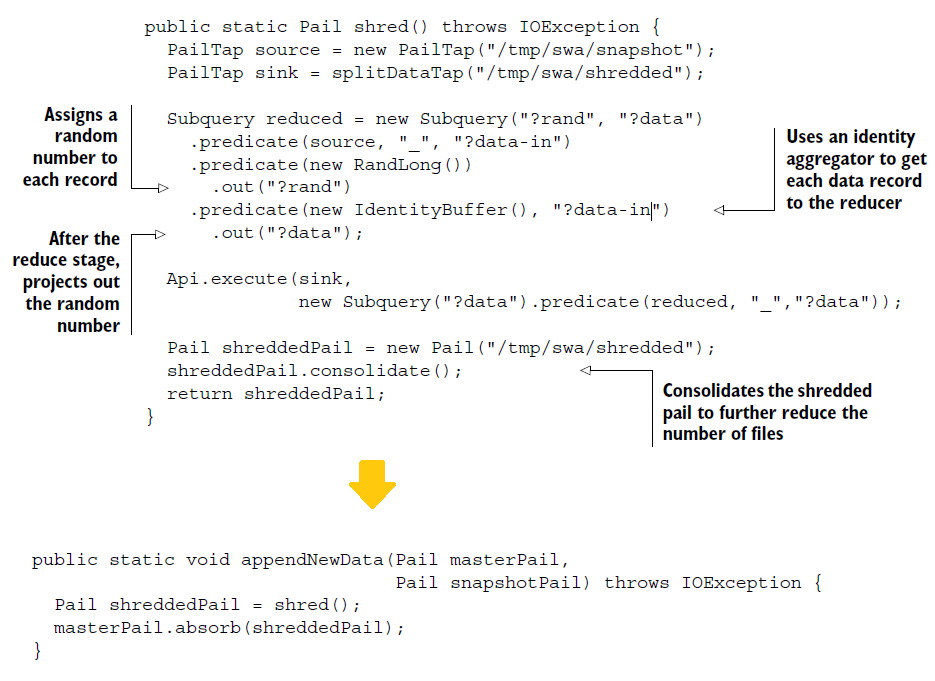 public static Pail shred() throws IOException {
  PailTap source = new PailTap("/tmp/swa/snapshot");
  PailTap sink = splitDataTap("/tmp/swa/shredded");
Assigns a
random
number to
each record
  Subquery reduced = new Subquery("?rand", "?data")
    .predicate(source, "_", "?data-in")
    .predicate(new RandLong())
      .out("?rand")
    .predicate(new IdentityBuffer(), "?data-in")
      .out("?data");
Uses an identity
aggregator to get
each data record
to the reducer
After the
reduce stage,
projects out
the random
number
  Api.execute(sink,
              new Subquery("?data").predicate(reduced, "_","?data"));
  Pail shreddedPail = new Pail("/tmp/swa/shredded");
  shreddedPail.consolidate();
  return shreddedPail;
}
Consolidates the shredded
pail to further reduce the
number of files
public static void appendNewData(Pail masterPail,
                                 Pail snapshotPail) throws IOException {
  Pail shreddedPail = shred();
  masterPail.absorb(shreddedPail);
}